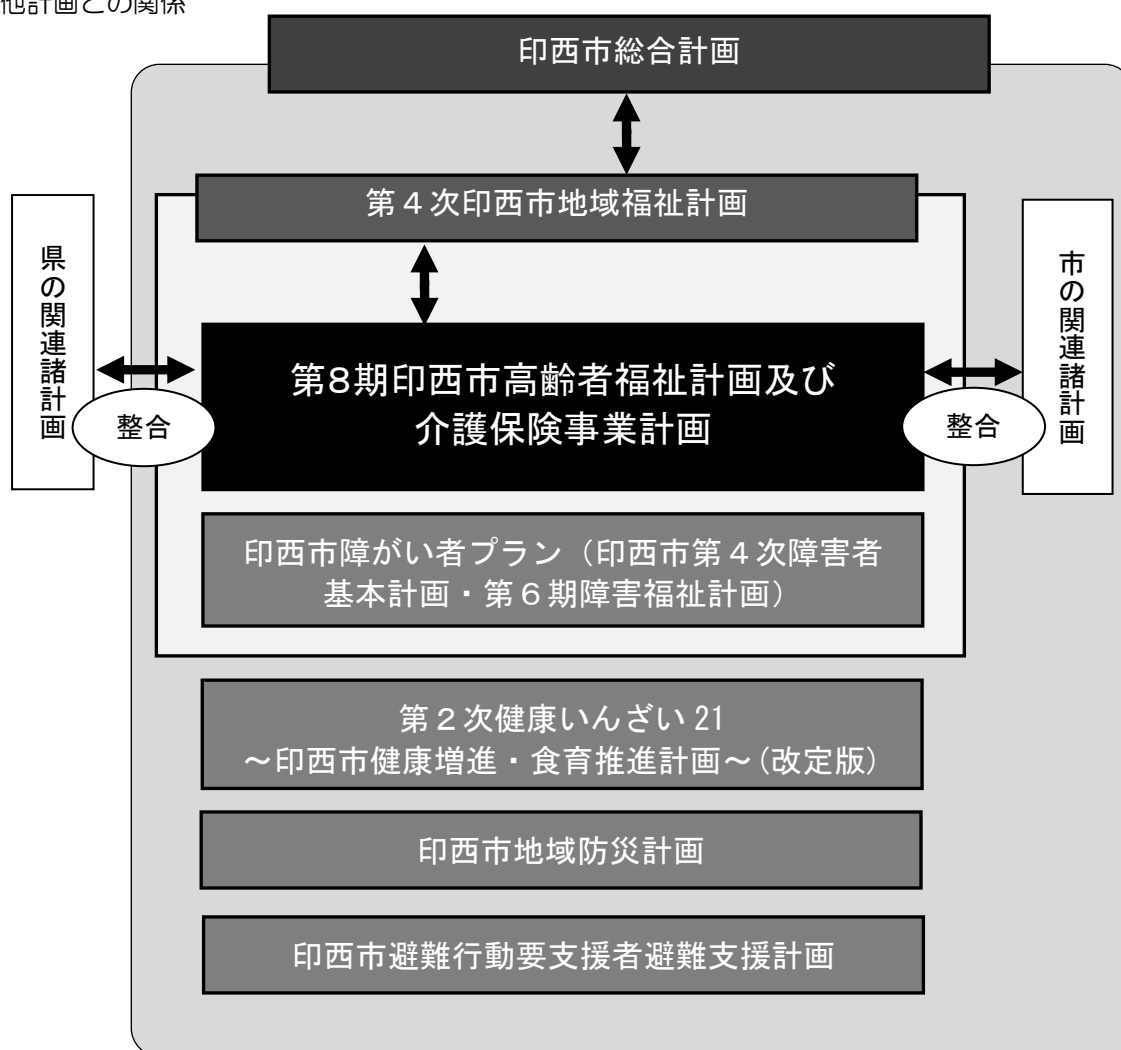 他計画との関係
印西市総合計画
第４次印西市地域福祉計画
県の関連諸計画
整合
第8期印西市高齢者福祉計画及び
介護保険事業計画
整合
市の関連諸計画
印西市障がい者プラン（印西市第４次障害者
基本計画・第６期障害福祉計画）
第２次健康いんざい 21
～印西市健康増進・食育推進計画～(改定版）
印西市地域防災計画
印西市避難行動要支援者避難支援計画